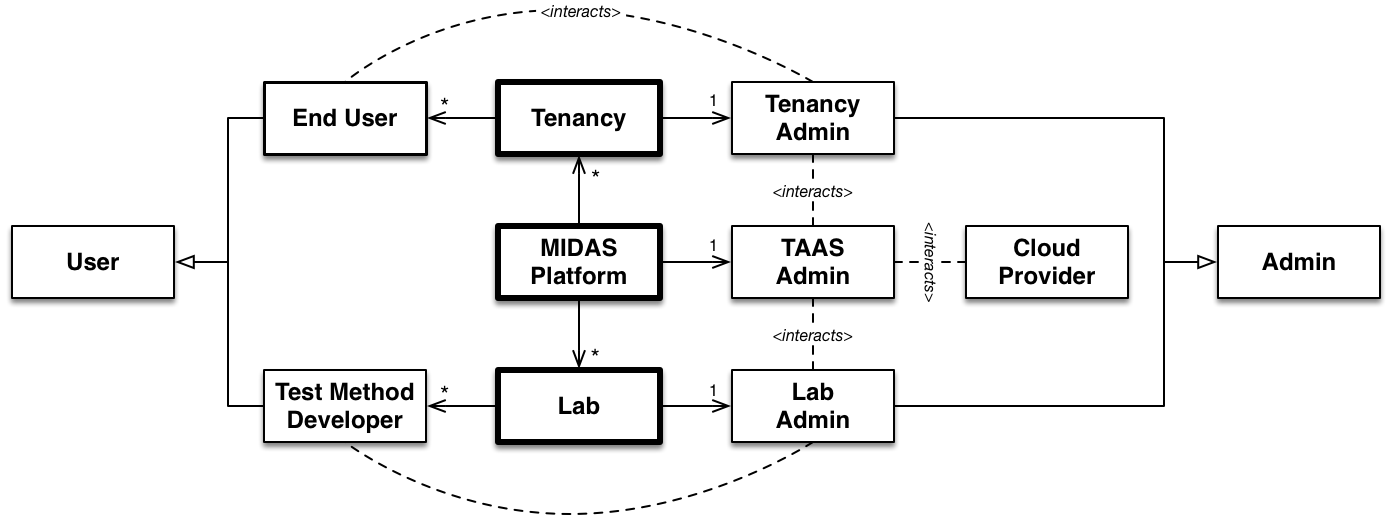 <interacts>
End User
*
Tenancy
1
Tenancy
Admin
<interacts>
*
User
MIDAS
Platform
1
TAAS
Admin
<interacts>
Cloud
Provider
Admin
<interacts>
*
Test Method
Developer
*
Lab
1
Lab
Admin